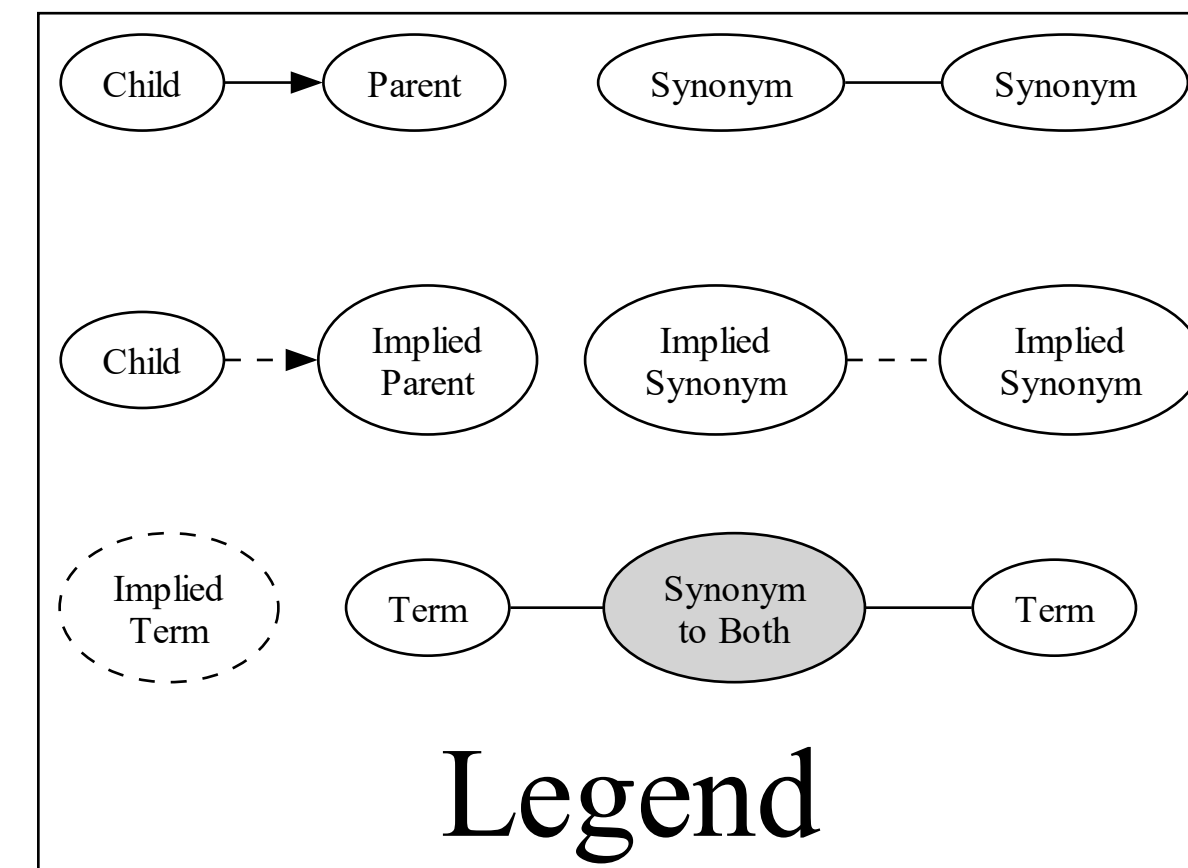 Child Parent Synonym Synonym
Child Implied Parent Implied Synonym Implied Synonym
Implied Term Term Synonym to Both Term
Legend